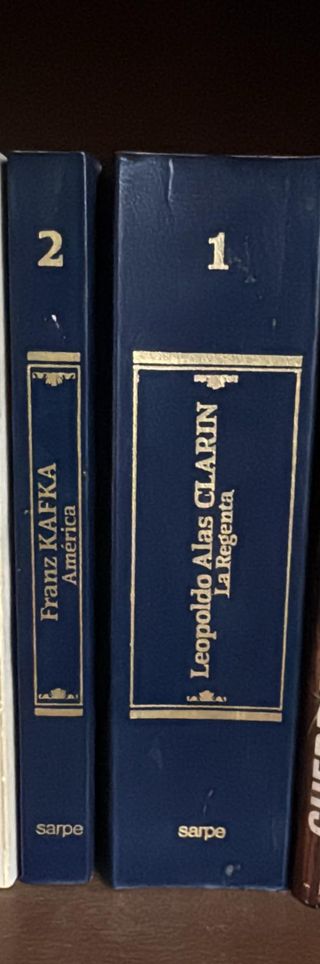 2
Franz KAFKA
América
sarpe
1
Leopoldo Alas CLARIN
La Regenta
sarpe